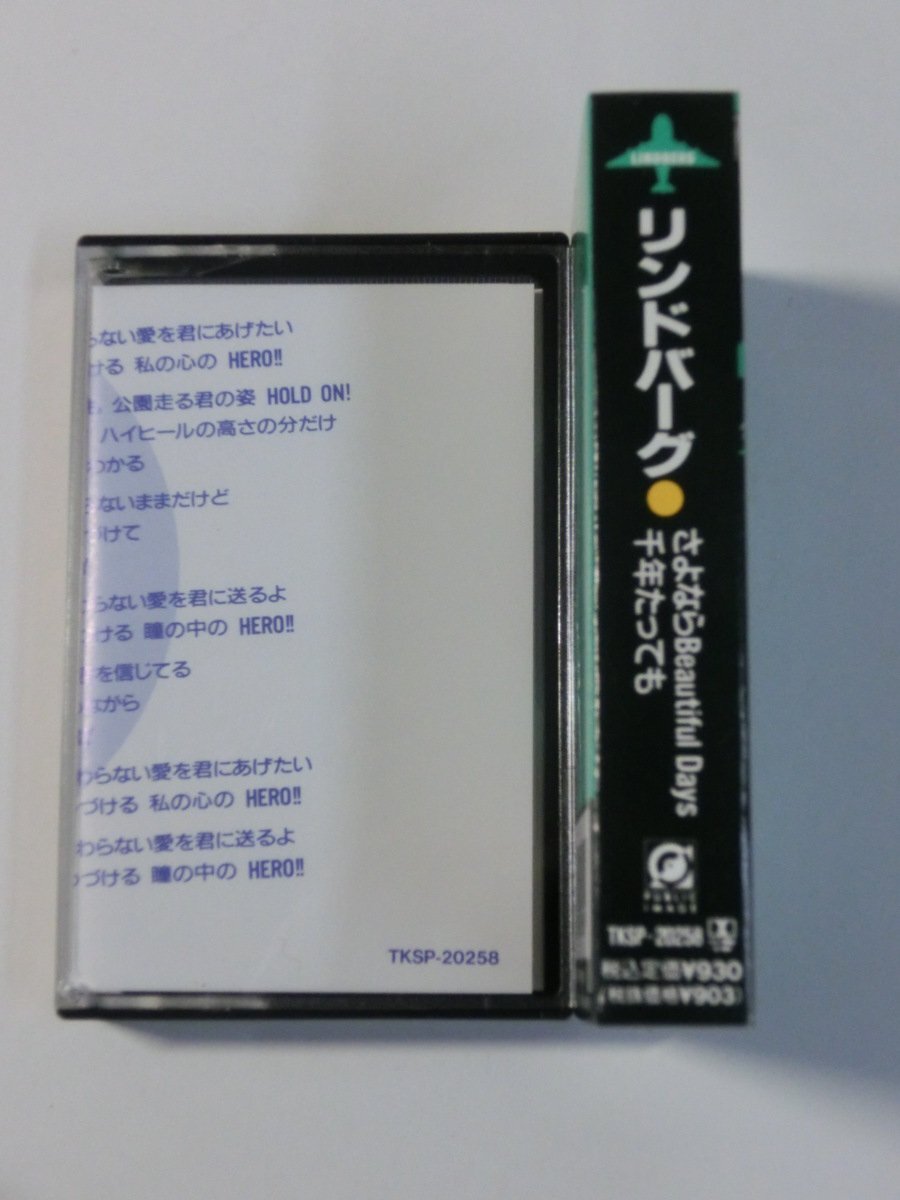 らない愛を君にあげたい
ける 私の心の HERO!!
公園走る君の姿 HOLD ON!
ハイヒールの高さの分だけ
わかる
ないままだけど
づけて
らない愛を君に送るよ
ける 瞳の中の HERO!!
を信じてる
ながら
わらない愛を君にあげたい
づける 私の心の HERO!!
わらない愛を君に送るよ
づける 瞳の中の HERO!!
TKSP-20258
LINDBERG
リンドバーグ●
さよならBeautiful Days
千年たっても
PUBLIC
IMAGE
TKSP-20258
税込定価¥930
(税抜価格¥903)